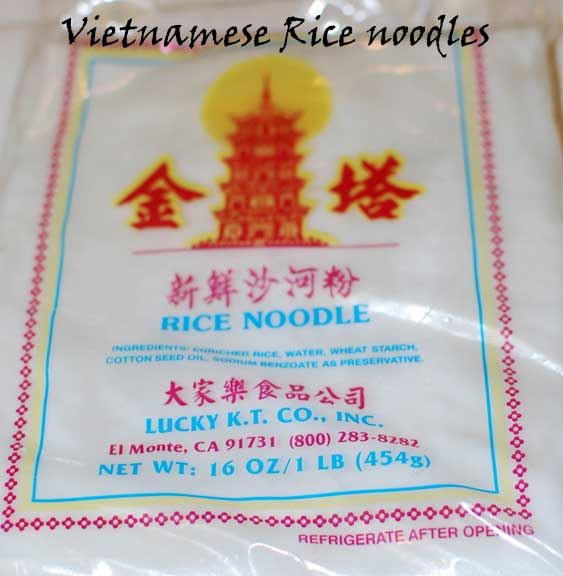 Vietnamese Rice noodles
金 塔
新鮮沙河粉
RICE NOODLE
INGREDIENTS: ENRICHED RICE, WATER, WHEAT STARCH,
COTTON SEED OIL, SODIUM BENZOATE AS PRESERVATIVE.
大家樂食品公司
LUCKY K.T. CO., INC.
El Monte, CA 91731 (800) 283-8282
NET WT: 16 OZ/1 LB (454g)
REFRIGERATE AFTER OPENING